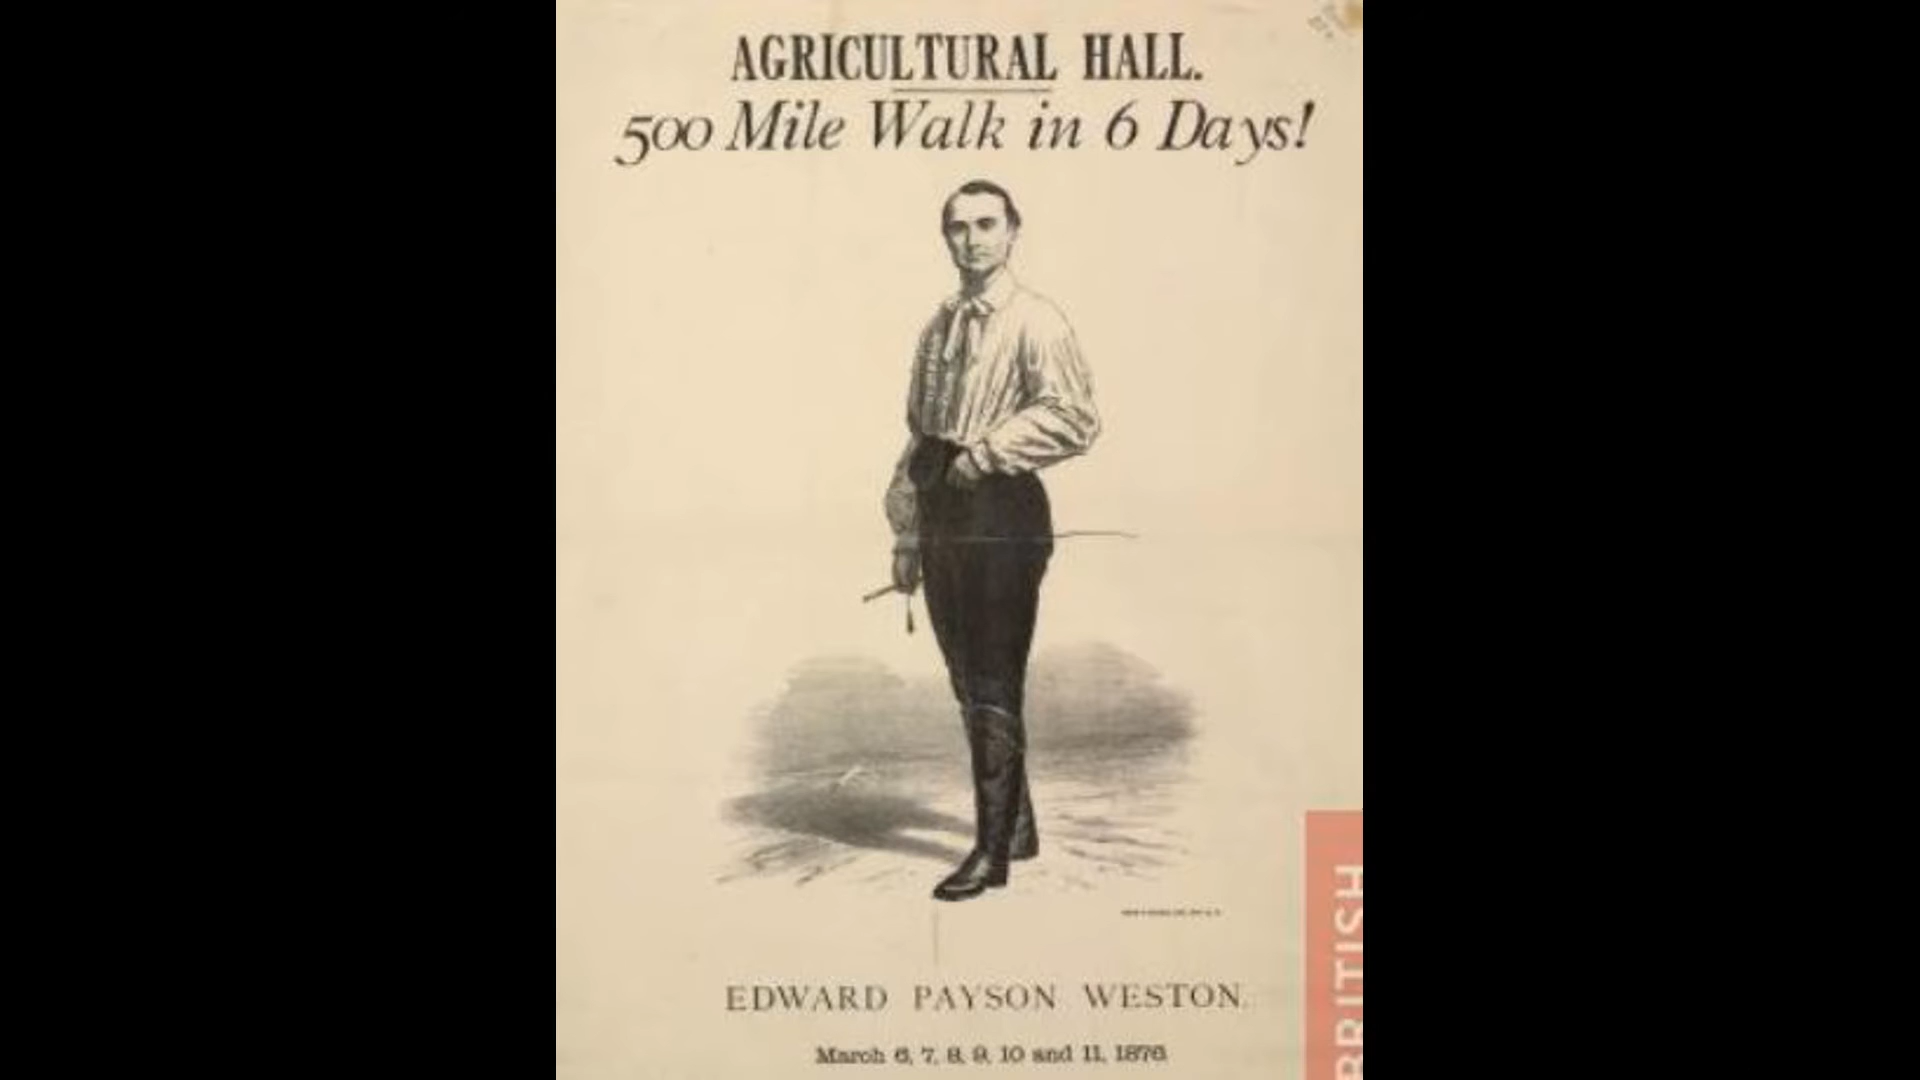 AGRICULTURAL HALL.
500 Mile Walk in 6 Days!
EDWARD PAYSON WESTON.
March 6, 7, 8, 9, 10 and 11, 1876
BRITISH